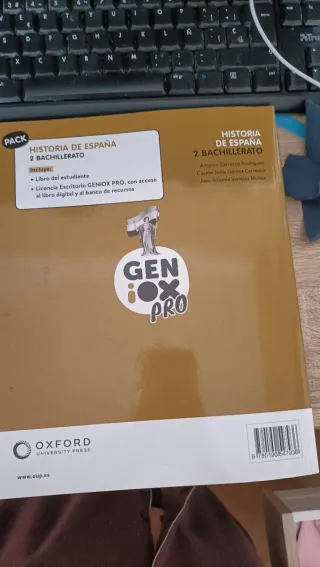 PACK
HISTORIA DE ESPAÑA
2 BACHILLERATO
Incluye:
• Libro del estudiante
• Licencia Escritorio GENiOX PRO, con acceso
al libro digital y al banco de recursos
HISTORIA
DE ESPAÑA
2 BACHILLERATO
GEN
iOX
PRO
OXFORD
UNIVERSITY PRESS
www.oup.es